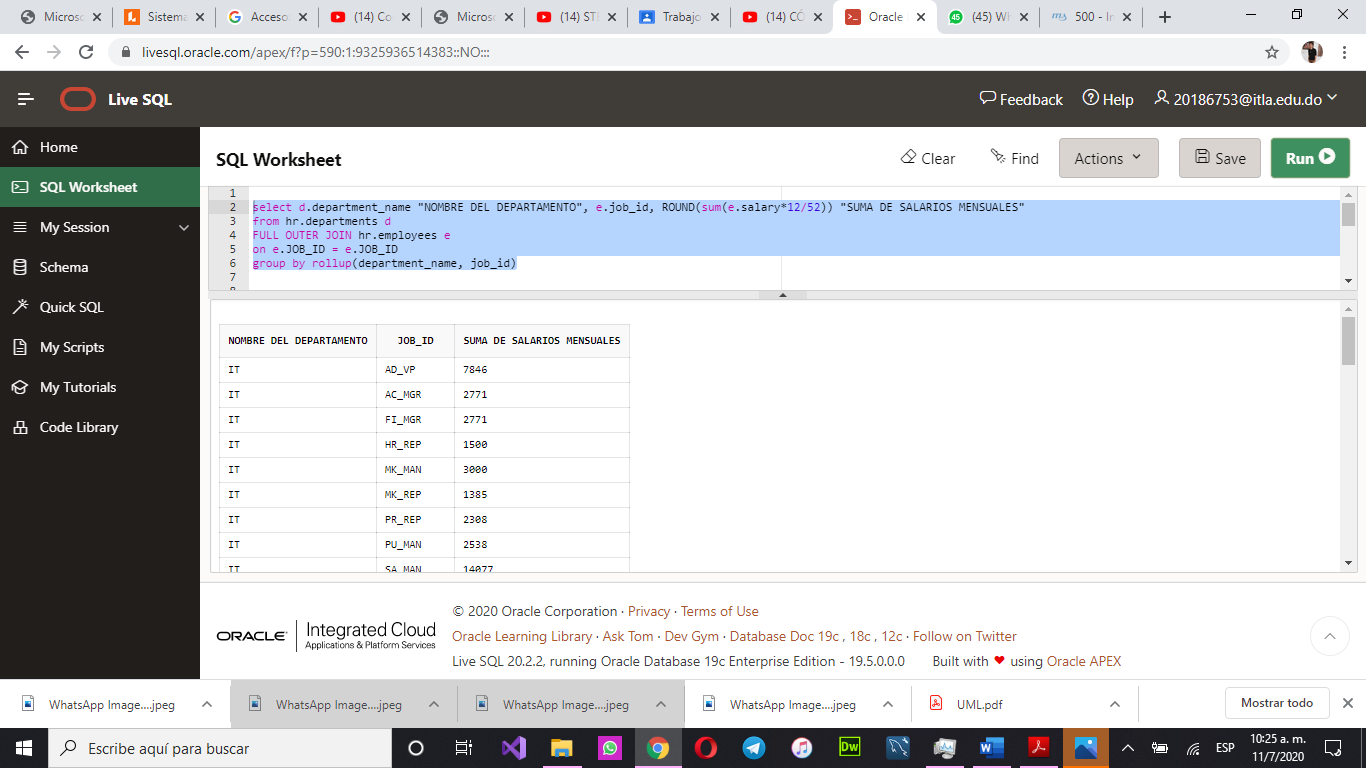 Microso
Sistema
Acceso
(14) Co
Microso
(14) STI
Trabajo
(14) CÓ
Oracle
(45) Wh
500 - In
livesql.oracle.com/apex/f?p=590:1:9325936514383::NO:::
Live SQL
Feedback
Help
20186753@itla.edu.do
Home
SQL Worksheet
My Session
Schema
Quick SQL
My Scripts
My Tutorials
Code Library
SQL Worksheet
Clear
Find
Actions
Save
Run
1
2 select d.department_name "NOMBRE DEL DEPARTAMENTO", e.job_id, ROUND(sum(e.salary*12/52)) "SUMA DE SALARIOS MENSUALES"
3 from hr.departments d
4 FULL OUTER JOIN hr.employees e
5 on e.JOB_ID = e.JOB_ID
6 group by rollup(department_name, job_id)
7
8
NOMBRE DEL DEPARTAMENTO JOB_ID SUMA DE SALARIOS MENSUALES
IT AD_VP 7846
IT AC_MGR 2771
IT FI_MGR 2771
IT HR_REP 1500
IT MK_MAN 3000
IT MK_REP 1385
IT PR_REP 2308
IT PU_MAN 2538
IT SA_MAN 14077
ORACLE
Integrated Cloud
Applications & Platform Services
© 2020 Oracle Corporation · Privacy · Terms of Use
Oracle Learning Library · Ask Tom · Dev Gym · Database Doc 19c , 18c , 12c · Follow on Twitter
Live SQL 20.2.2, running Oracle Database 19c Enterprise Edition - 19.5.0.0.0 Built with ❤ using Oracle APEX
WhatsApp Image....jpeg
WhatsApp Image....jpeg
WhatsApp Image....jpeg
WhatsApp Image....jpeg
UML.pdf
Mostrar todo
Escribe aquí para buscar
Dw
ESP
10:25 a. m.
11/7/2020